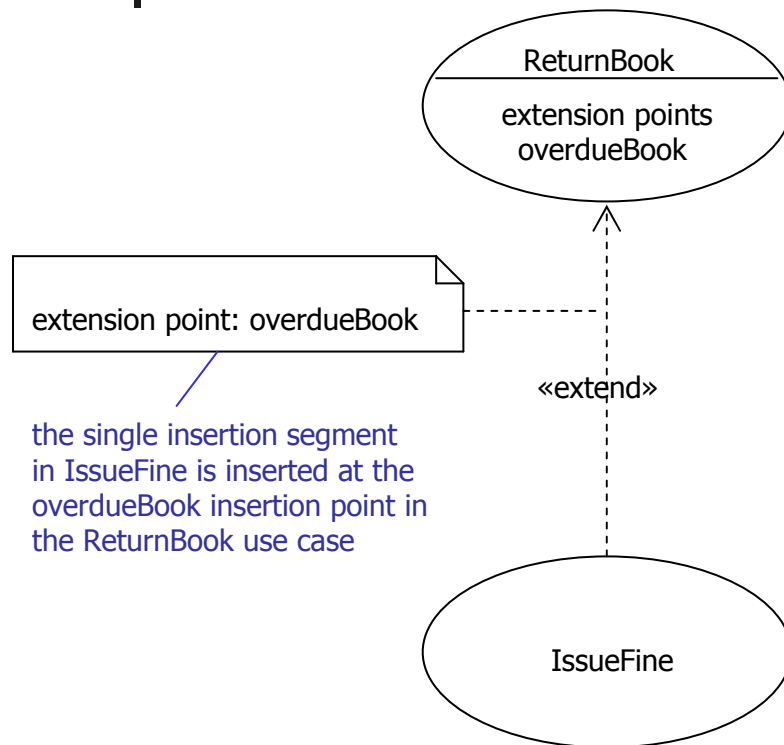 ReturnBook
extension points
overdueBook
extension point: overdueBook
«extend»
the single insertion segment
in IssueFine is inserted at the
overdueBook insertion point in
the ReturnBook use case
IssueFine